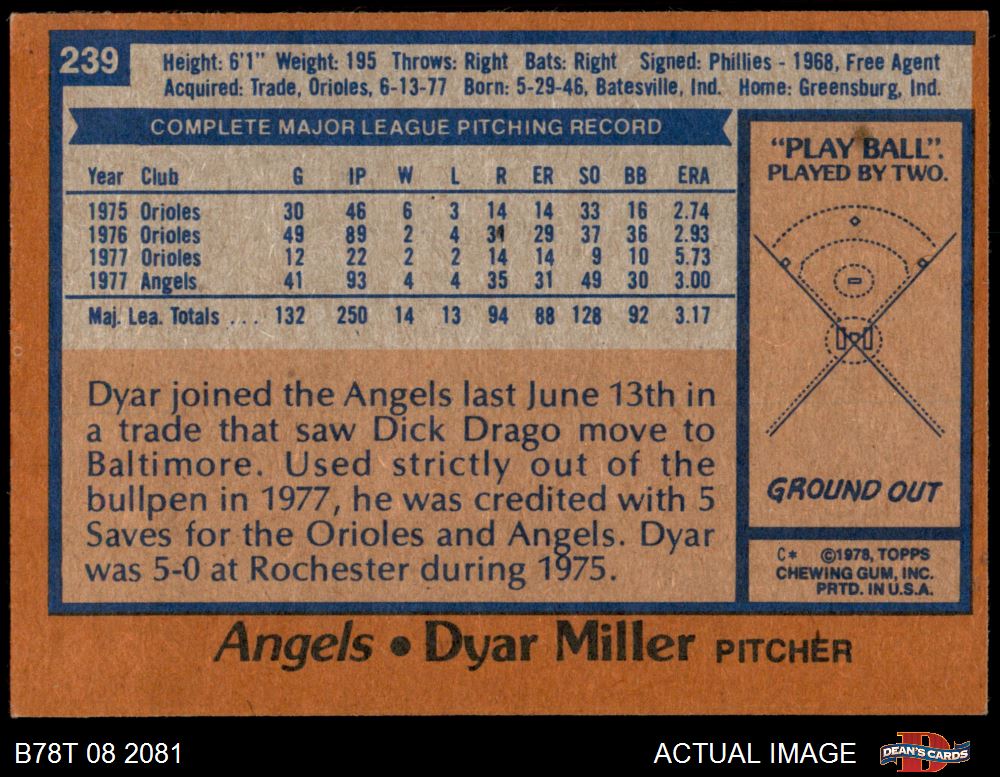 239
Height: 6'1" Weight: 195 Throws: Right Bats: Right Signed: Phillies - 1968, Free Agent
Acquired: Trade, Orioles, 6-13-77 Born: 5-29-46, Batesville, Ind. Home: Greensburg, Ind.
COMPLETE MAJOR LEAGUE PITCHING RECORD
Year Club G IP W L R ER SO BB ERA
1975 Orioles 30 46 6 3 14 14 33 16 2.74
1976 Orioles 49 89 2 4 31 29 37 36 2.93
1977 Orioles 12 22 2 2 14 14 9 10 5.73
1977 Angels 41 93 4 4 35 31 49 30 3.00
Maj. Lea. Totals ... 132 250 14 13 94 88 128 92 3.17
Dyar joined the Angels last June 13th in
a trade that saw Dick Drago move to
Baltimore. Used strictly out of the
bullpen in 1977, he was credited with 5
Saves for the Orioles and Angels. Dyar
was 5-0 at Rochester during 1975.
"PLAY BALL".
PLAYED BY TWO.
GROUND OUT
C* ©1978, TOPPS
CHEWING GUM, INC.
PRTD. IN U.S.A.
Angels • Dyar Miller PITCHER
B78T 08 2081
ACTUAL IMAGE
DEAN'S CARDS